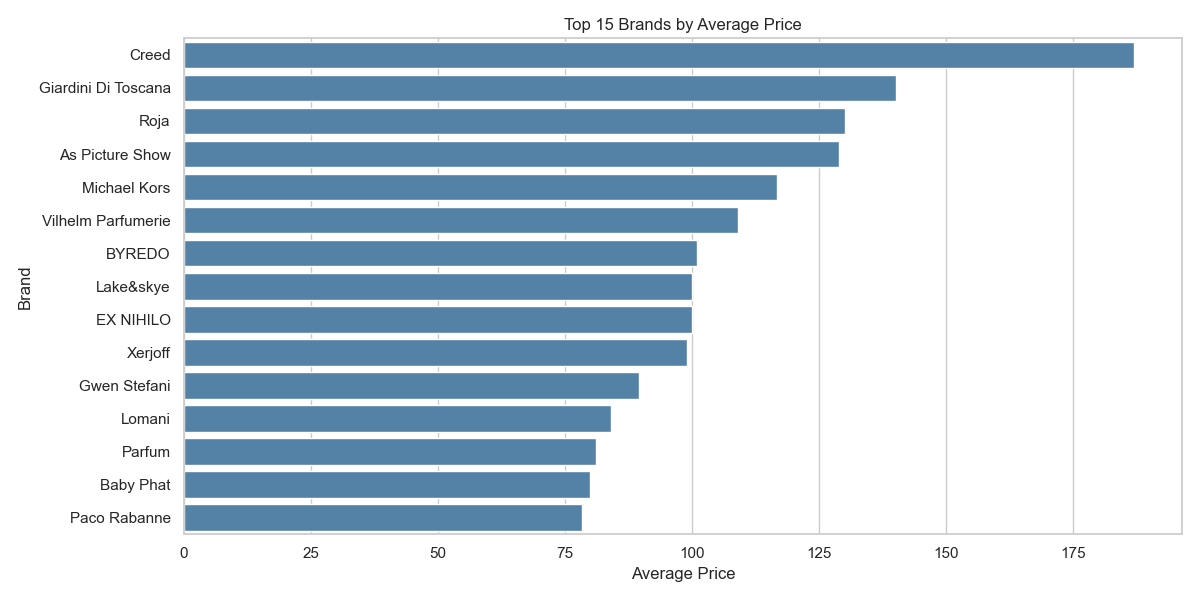 Top 15 Brands by Average Price
Creed
Giardini Di Toscana
Roja
As Picture Show
Michael Kors
Vilhelm Parfumerie
BYREDO
Lake&skye
EX NIHILO
Xerjoff
Gwen Stefani
Lomani
Parfum
Baby Phat
Paco Rabanne
Brand
0 25 50 75 100 125 150 175
Average Price